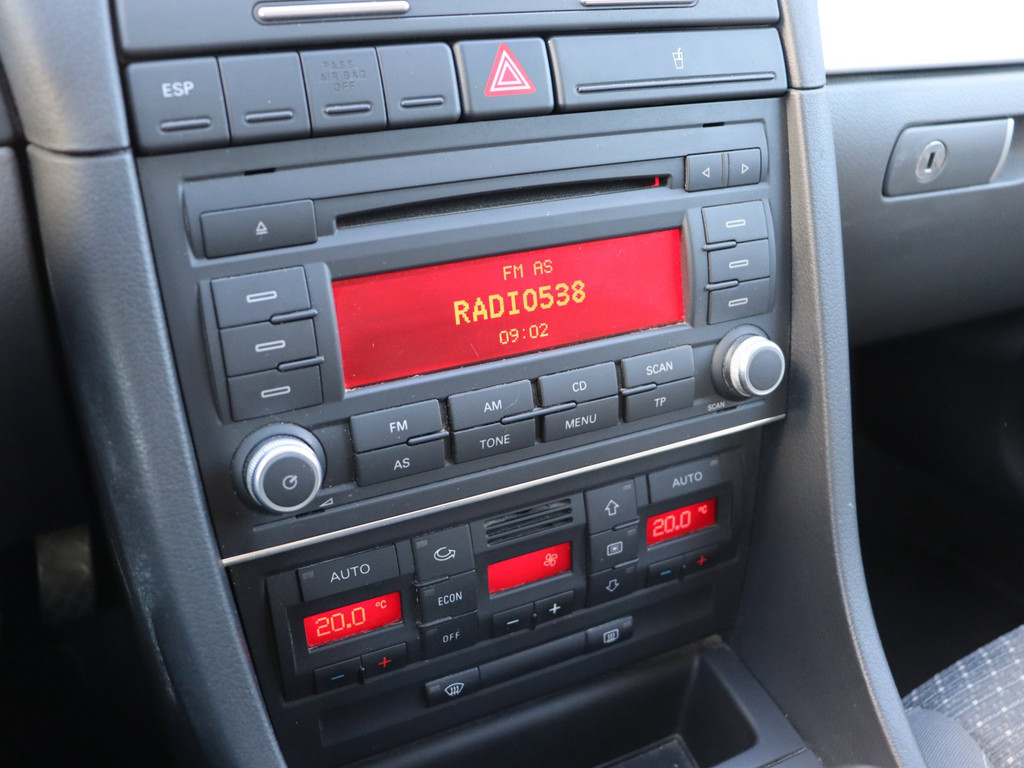 ESP
PASS
AIR BAG
OFF
FM AS
RADIO538
09:02
FM
AM
CD
SCAN
AS
TONE
MENU
TP
SCAN
AUTO
AUTO
20.0 °C
ECON
OFF
20.0 °C
- +
- +
- +